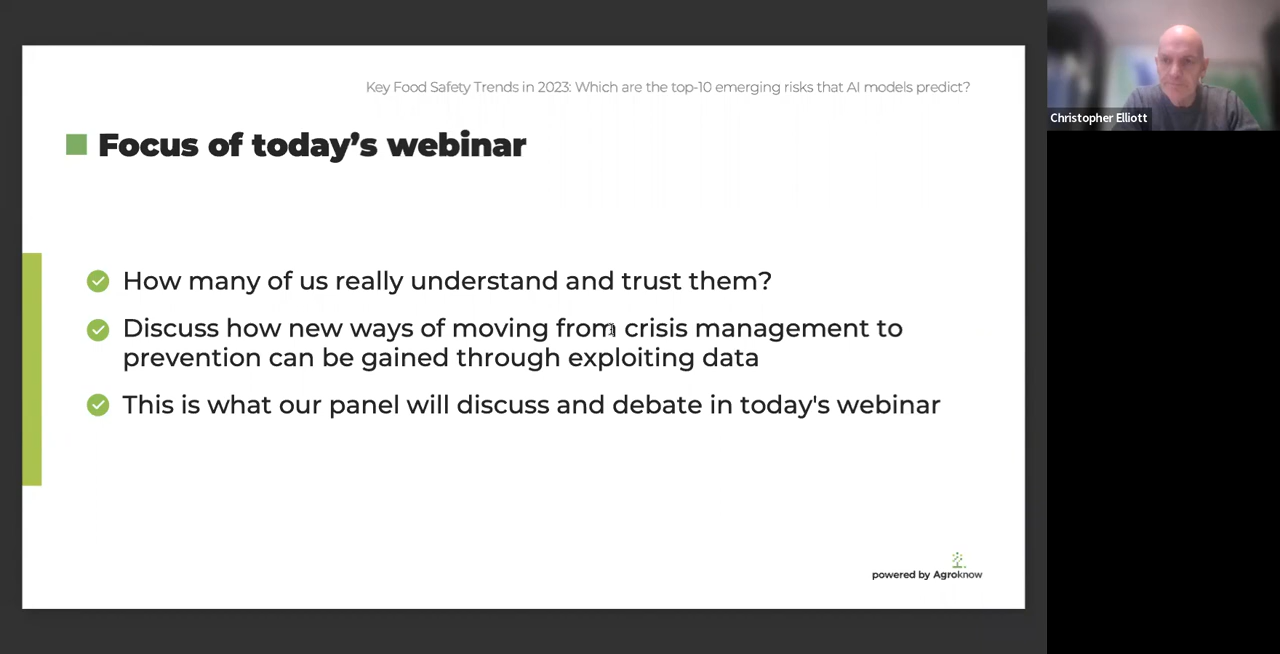 Key Food Safety Trends in 2023: Which are the top-10 emerging risks that AI models predict?
Focus of today’s webinar
How many of us really understand and trust them?
Discuss how new ways of moving from crisis management to
prevention can be gained through exploiting data
This is what our panel will discuss and debate in today's webinar
powered by Agroknow
Christopher Elliott